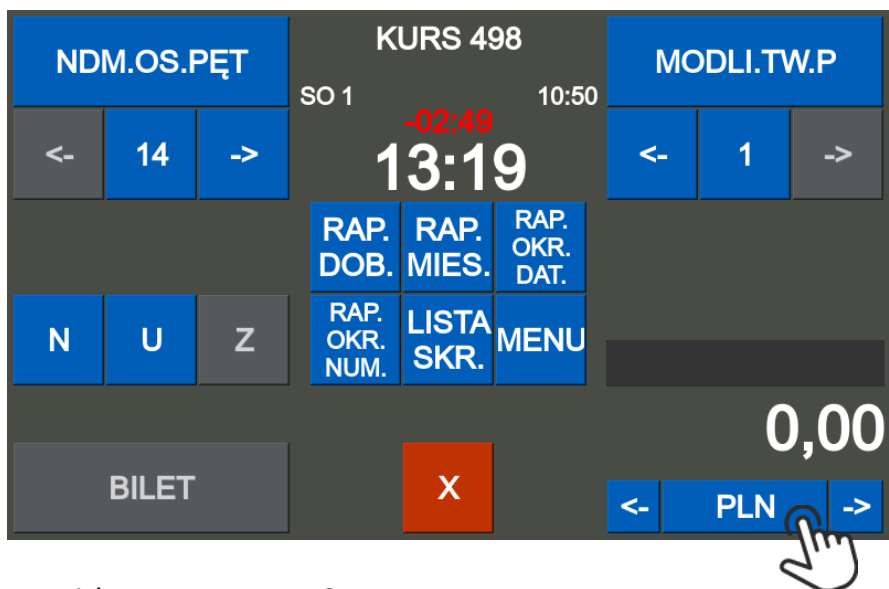 NDM.OS.PĘT
KURS 498
MODLI.TW.P
SO 1
10:50
-02:49
<-
14
->
13:19
<-
1
->
RAP.
DOB.
RAP.
MIES.
RAP.
OKR.
DAT.
N
U
Z
RAP.
OKR.
NUM.
LISTA
SKR.
MENU
0,00
BILET
X
<-
PLN
->